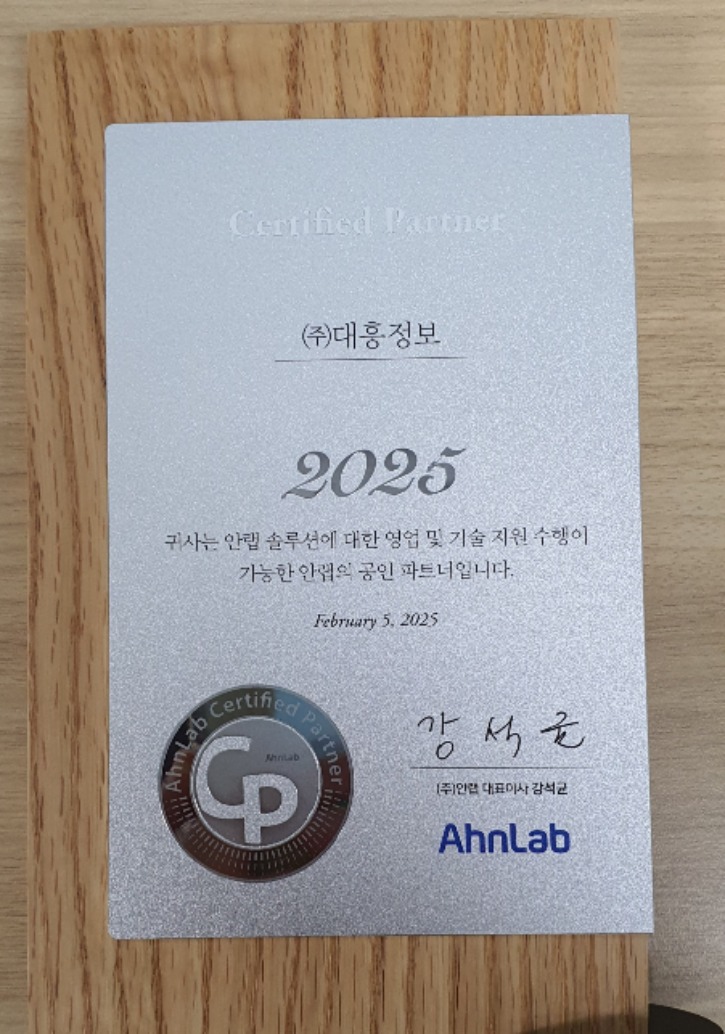 Certified Partner
㈜대흥정보
2025
귀사는 안랩 솔루션에 대한 영업 및 기술 지원 수행이
가능한 안랩의 공인 파트너입니다.
February 5, 2025
AhnLab Certified Partner
AhnLab
CP
강석균
(주)안랩 대표이사 강석균
AhnLab